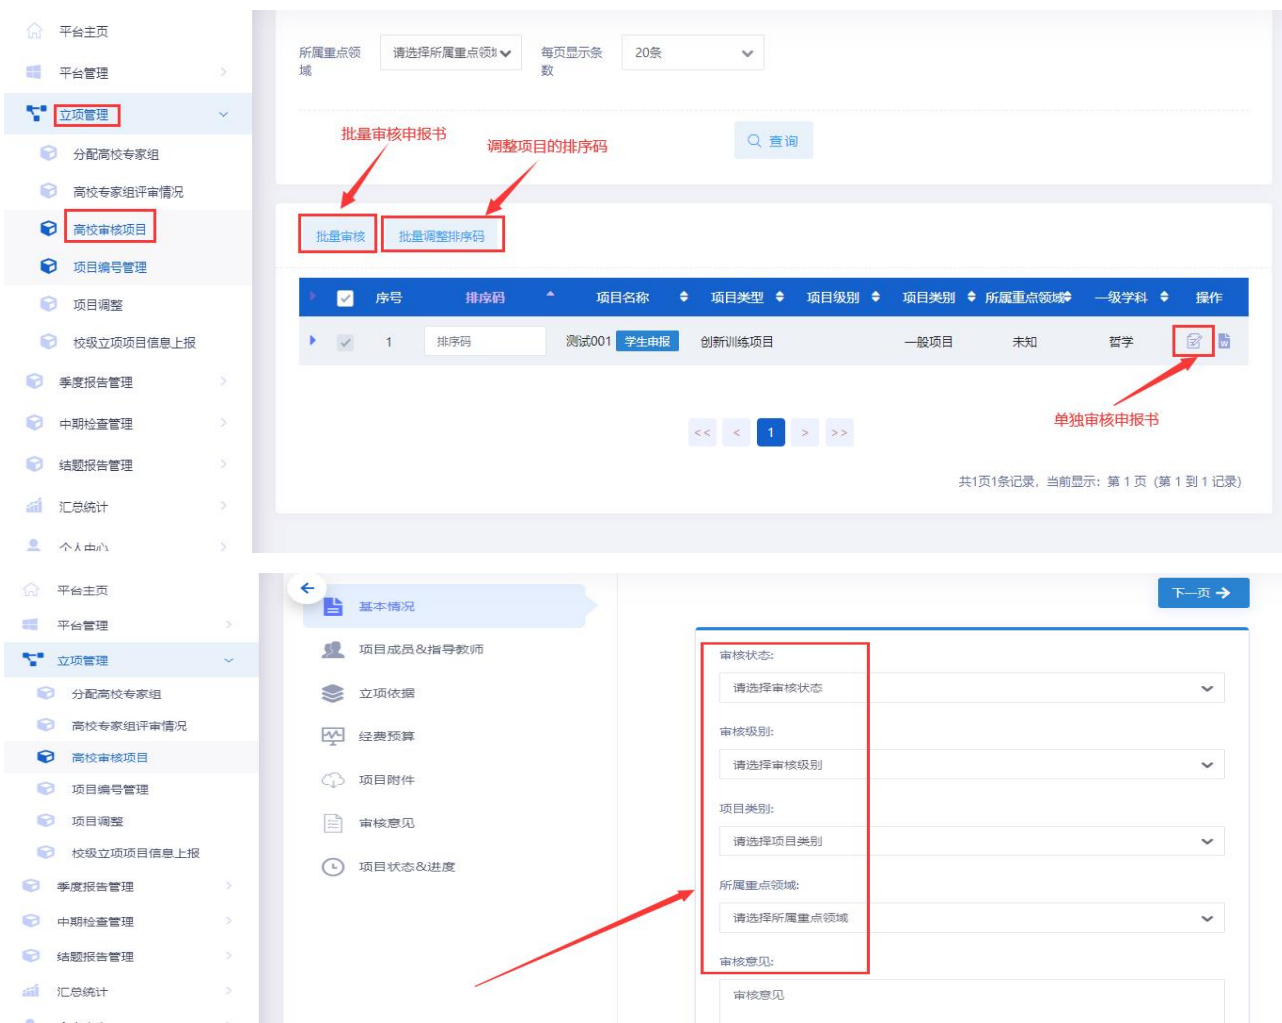 平台主页
平台管理
立项管理
分配高校专家组
高校专家组评审情况
高校审核项目
项目编号管理
项目调整
校级立项项目信息上报
季度报告管理
中期检查管理
结题报告管理
汇总统计
个人中心
所属重点领域 请选择所属重点领域 每页显示条数 20条
批量审核申报书
调整项目的排序码
查询
批量审核 批量调整排序码
序号 排序码 项目名称 项目类型 项目级别 项目类别 所属重点领域 一级学科 操作
1 排序码 测试001 学生申报 创新训练项目 一般项目 未知 哲学
单独审核申报书
<< < 1 > >>
共1页1条记录，当前显示：第 1 页（第 1 到 1 记录）
平台主页
平台管理
立项管理
分配高校专家组
高校专家组评审情况
高校审核项目
项目编号管理
项目调整
校级立项项目信息上报
季度报告管理
中期检查管理
结题报告管理
汇总统计
基本情况
项目成员&指导教师
立项依据
经费预算
项目附件
审核意见
项目状态&进度
下一页
审核状态:
请选择审核状态
审核级别:
请选择审核级别
项目类别:
请选择项目类别
所属重点领域:
请选择所属重点领域
审核意见:
审核意见